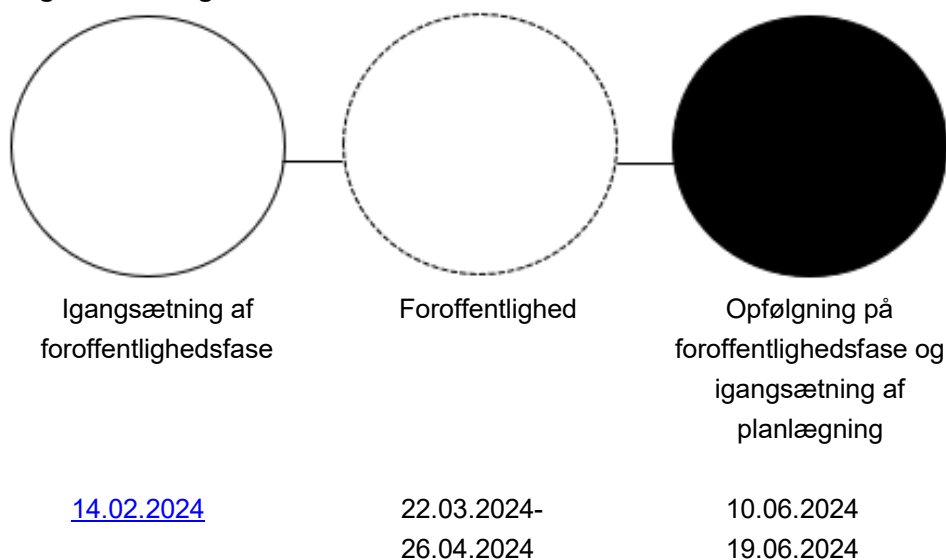 Igangsætning af
foroffentlighedsfase
Foroffentlighed
Opfølgning på
foroffentlighedsfase og
igangsætning af
planlægning
14.02.2024
22.03.2024-
26.04.2024
10.06.2024
19.06.2024